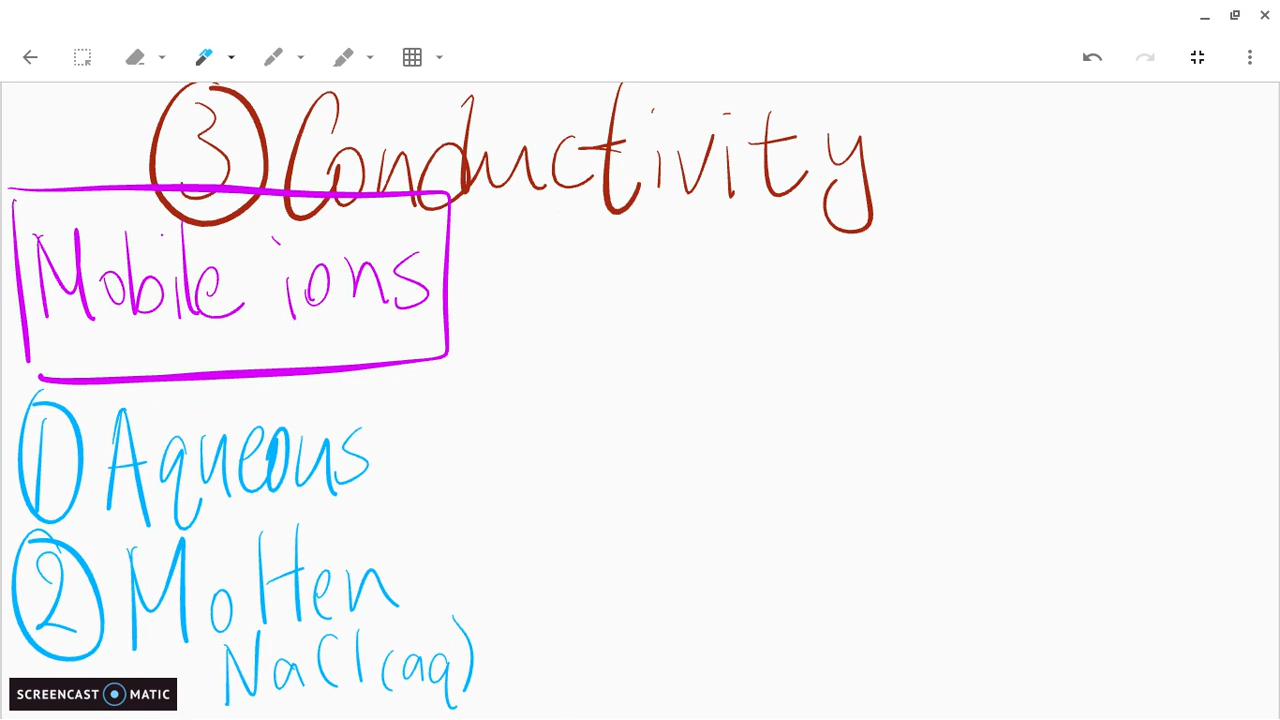 ③ Conductivity
Mobile ions
① Aqueous
② Molten
NaCl(aq)
SCREENCAST MATIC